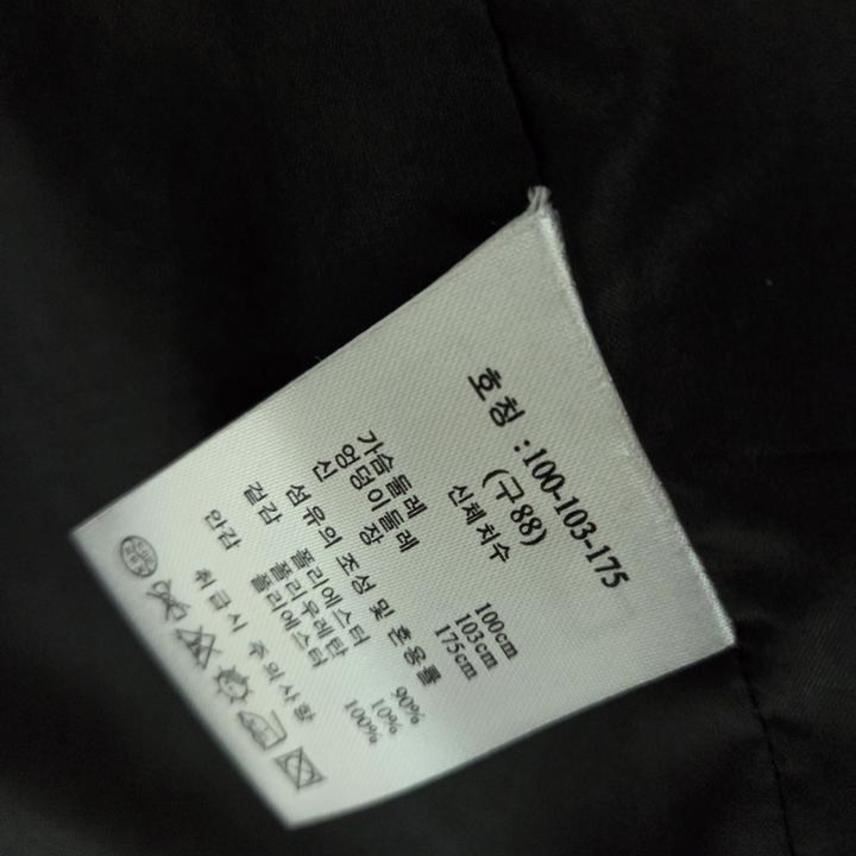 호칭 : 100-103-175
(구88)
신체치수
가슴둘레 100cm
엉덩이둘레 103cm
신 장 175cm
섬유의 조성 및 혼용률
겉감 폴리에스터 90%
폴리우레탄 10%
안감 폴리에스터 100%
취급시 주의사항